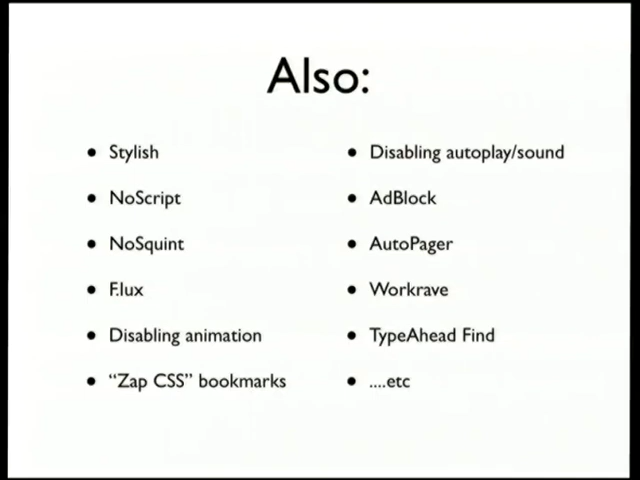 Also:
• Stylish
• NoScript
• NoSquint
• F.lux
• Disabling animation
• “Zap CSS” bookmarks
• Disabling autoplay/sound
• AdBlock
• AutoPager
• Workrave
• TypeAhead Find
• ....etc